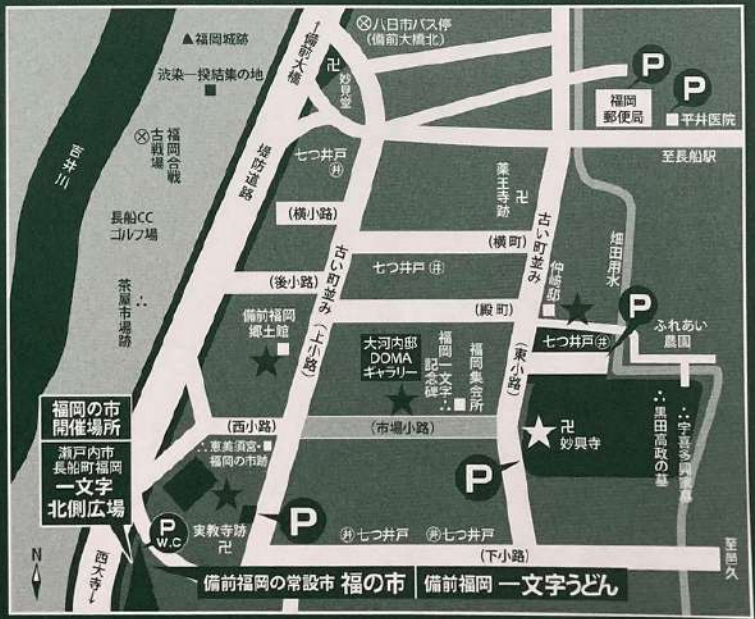 ▲福岡城跡
渋染一揆結集の地
↑備前大橋
八日市バス停
(備前大橋北)
卍妙見堂
P
福岡
郵便局
P
平井医院
至長船駅
吉井川
福岡合戦
古戦場
堤防道路
七つ井戸
井
薬王寺跡
卍
長船CC
ゴルフ場
(横小路)
(横町)
古い町並み
(上小路)
古い町並み
(東小路)
畑田用水
七つ井戸 井
(後小路)
(殿町)
仲﨑邸
茶屋市場跡
備前福岡
郷土館
大河内邸
DOMA
ギャラリー
福岡一文字
記念碑
福岡集会所
七つ井戸 井
P
ふれあい
農園
福岡の市
開催場所
瀬戸内市
長船町福岡
一文字
北側広場
(西小路)
(市場小路)
恵美須宮・
福岡の市跡
卍
妙興寺
黒田高政の墓
宇喜多興家墓
P
P
W.C
P
実教寺跡
卍
井 七つ井戸
井 七つ井戸
(下小路)
至邑久
N
西大寺↓
備前福岡の常設市 福の市
備前福岡 一文字うどん